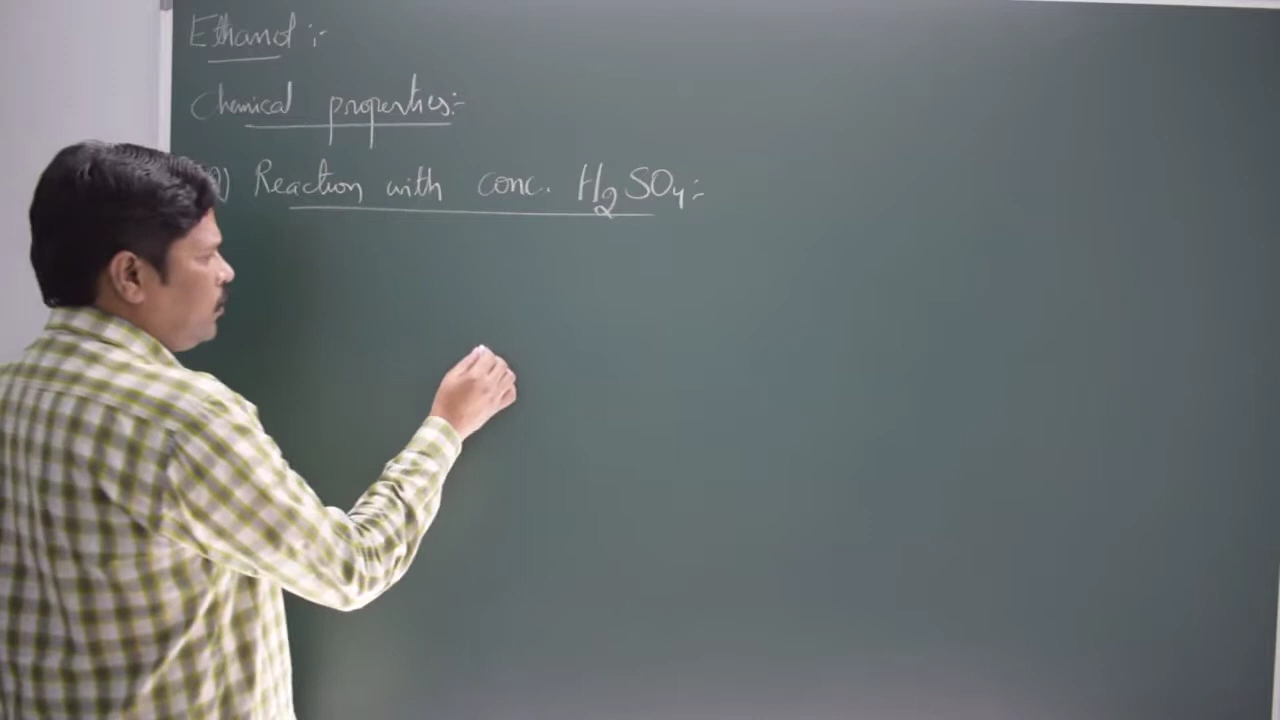 Ethanol :-
Chemical properties:-
2) Reaction with conc. H₂SO₄:-